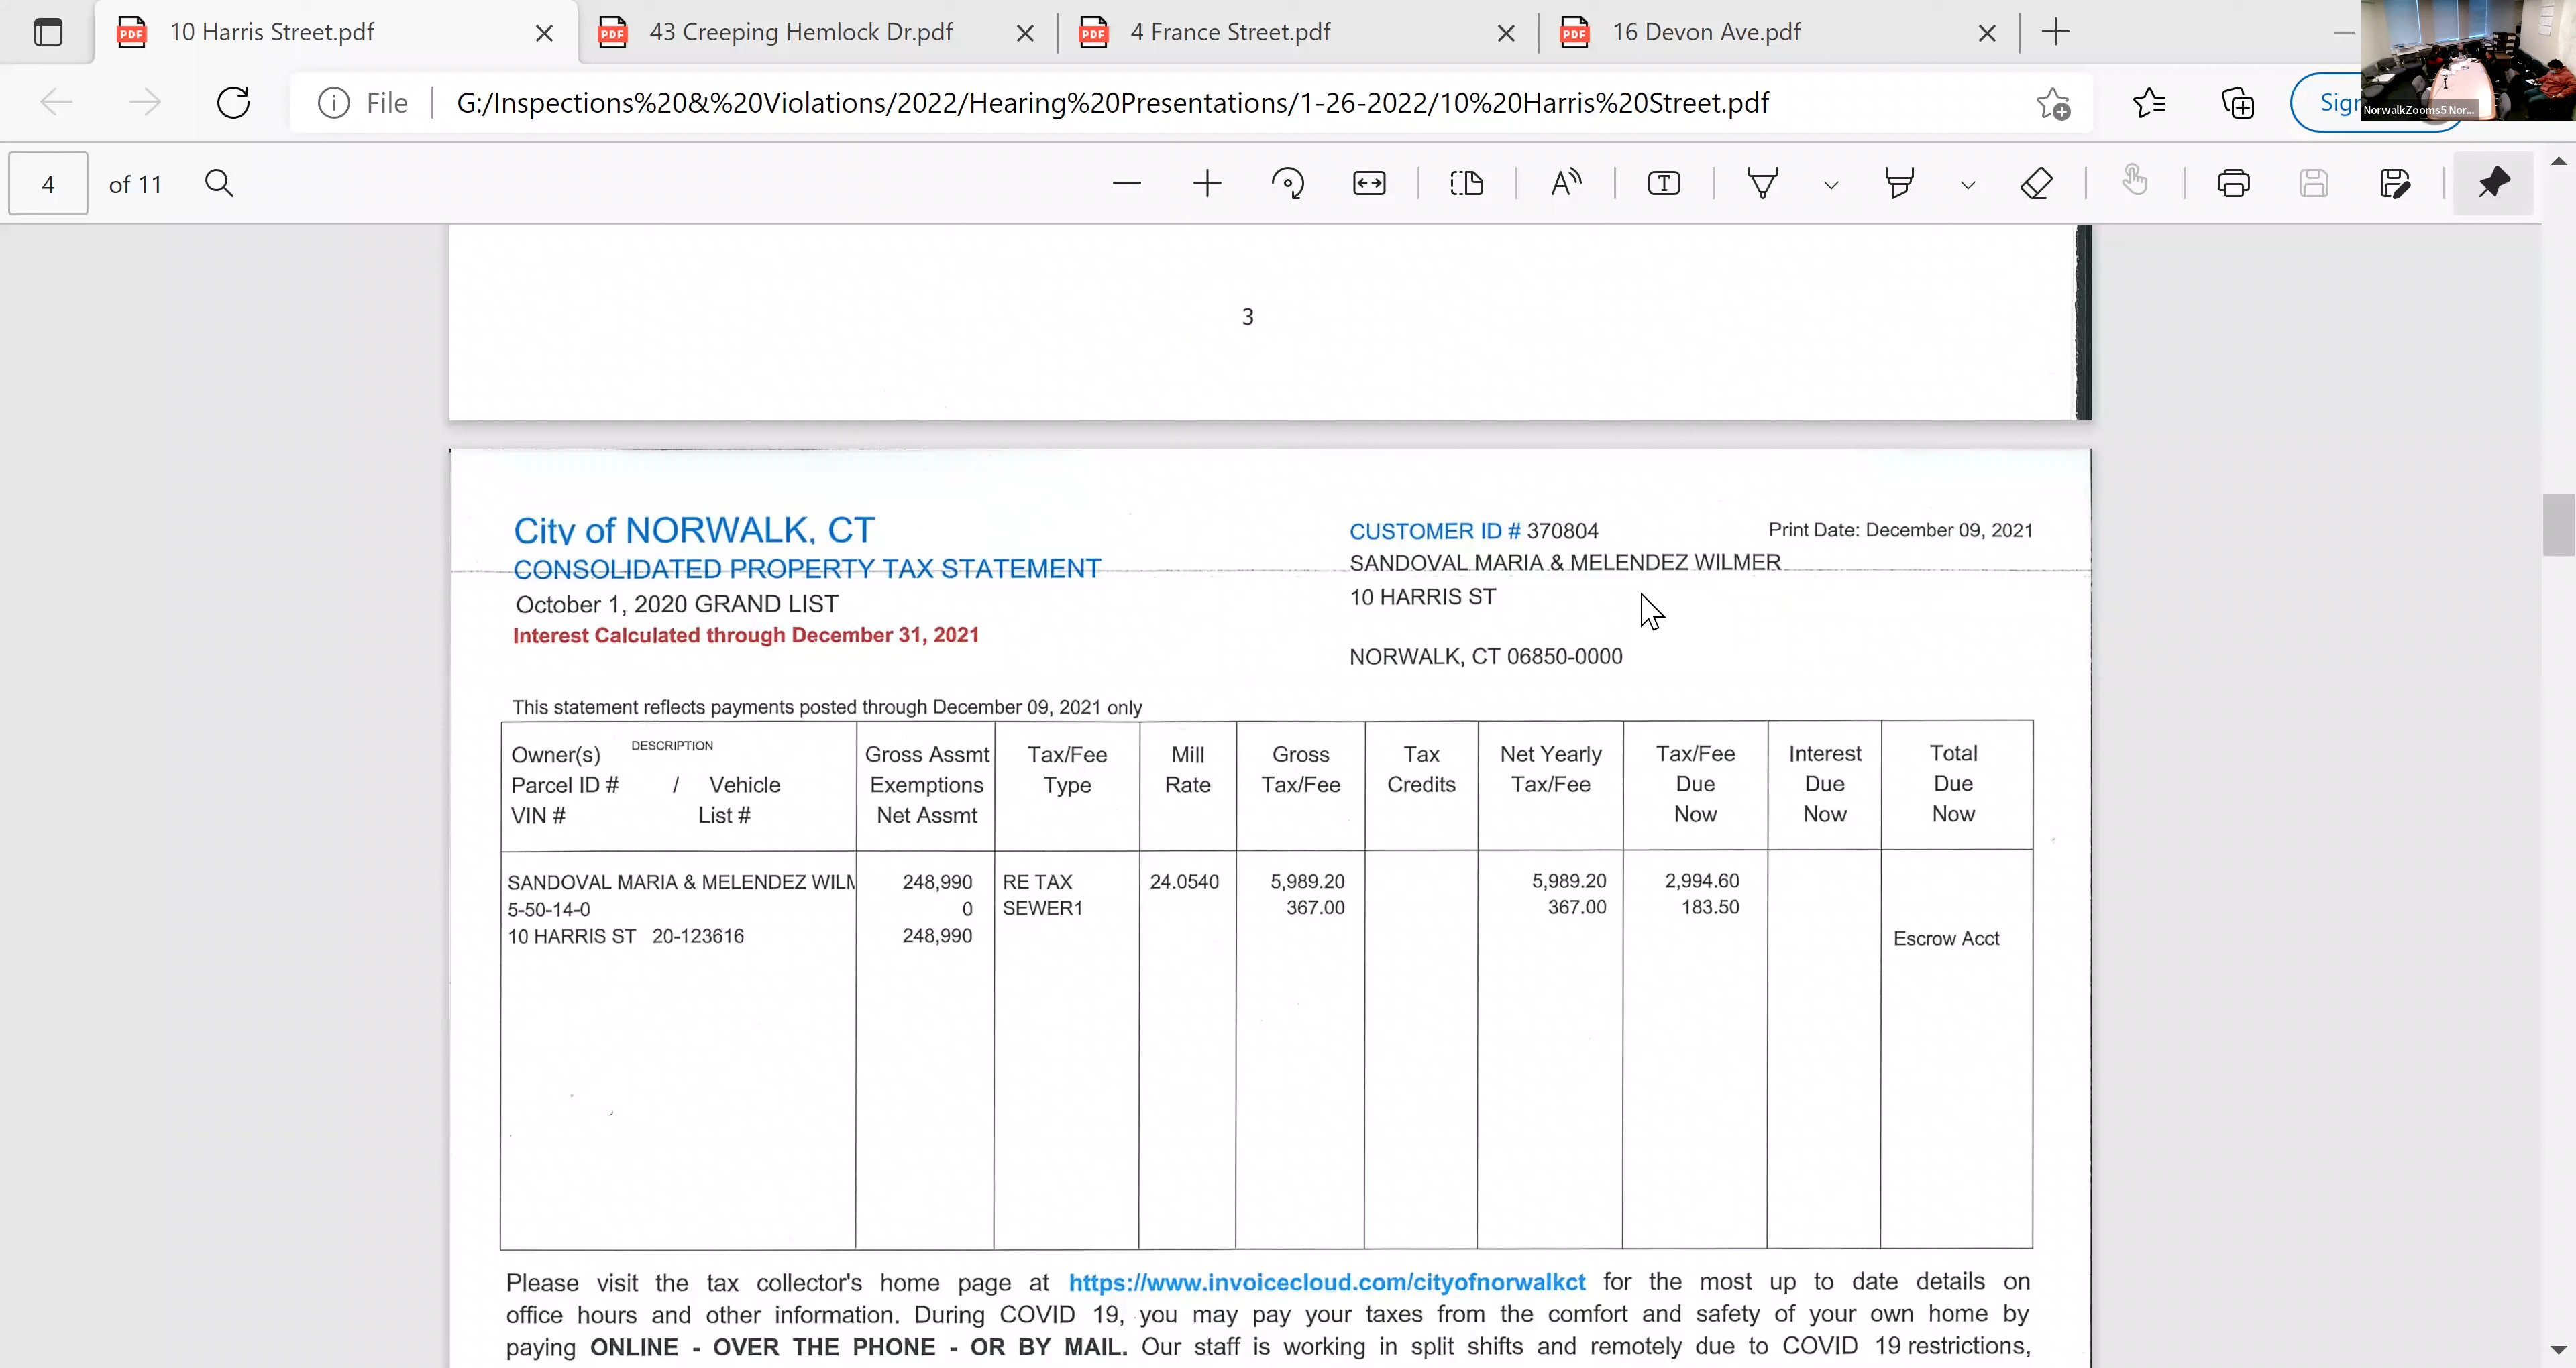 10 Harris Street.pdf
43 Creeping Hemlock Dr.pdf
4 France Street.pdf
16 Devon Ave.pdf
File
G:/Inspections%20&%20Violations/2022/Hearing%20Presentations/1-26-2022/10%20Harris%20Street.pdf
Sign
NorwalkZooms5 Nor...
4 of 11
3
City of NORWALK, CT
CONSOLIDATED PROPERTY TAX STATEMENT
October 1, 2020 GRAND LIST
Interest Calculated through December 31, 2021
CUSTOMER ID # 370804
Print Date: December 09, 2021
SANDOVAL MARIA & MELENDEZ WILMER
10 HARRIS ST
NORWALK, CT 06850-0000
This statement reflects payments posted through December 09, 2021 only
Owner(s) DESCRIPTION Gross Assmt Tax/Fee Mill Gross Tax Net Yearly Tax/Fee Interest Total
Parcel ID # / Vehicle Exemptions Type Rate Tax/Fee Credits Tax/Fee Due Due Due
VIN # List # Net Assmt Now Now Now
SANDOVAL MARIA & MELENDEZ WILM 248,990 RE TAX 24.0540 5,989.20 5,989.20 2,994.60
5-50-14-0 0 SEWER1 367.00 367.00 183.50
10 HARRIS ST 20-123616 248,990 Escrow Acct
Please visit the tax collector's home page at https://www.invoicecloud.com/cityofnorwalkct for the most up to date details on
office hours and other information. During COVID 19, you may pay your taxes from the comfort and safety of your own home by
paying ONLINE - OVER THE PHONE - OR BY MAIL. Our staff is working in split shifts and remotely due to COVID 19 restrictions,